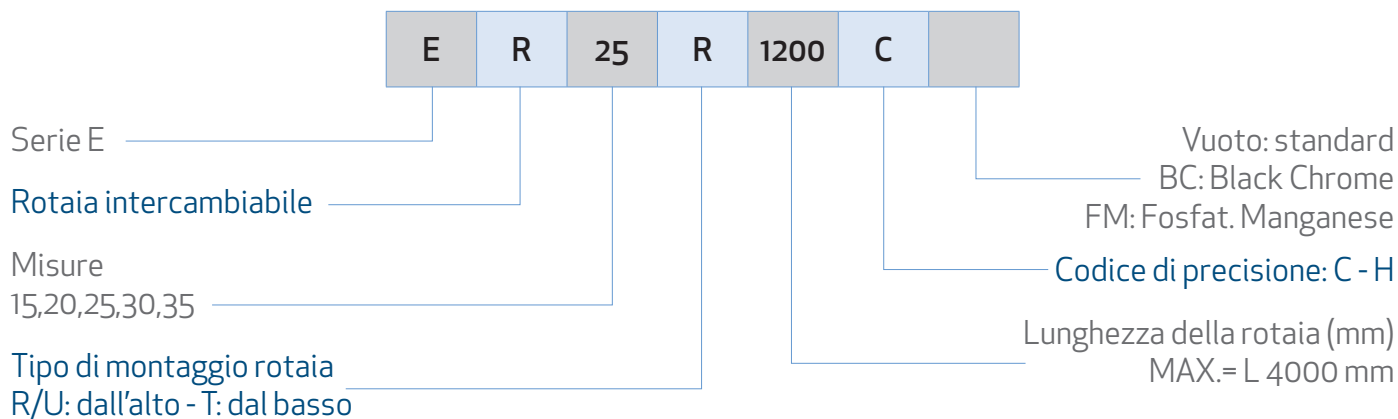 E R 25 R 1200 C
Serie E
Rotaia intercambiabile
Misure
15,20,25,30,35
Tipo di montaggio rotaia
R/U: dall'alto - T: dal basso
Vuoto: standard
BC: Black Chrome
FM: Fosfat. Manganese
Codice di precisione: C - H
Lunghezza della rotaia (mm)
MAX.= L 4000 mm